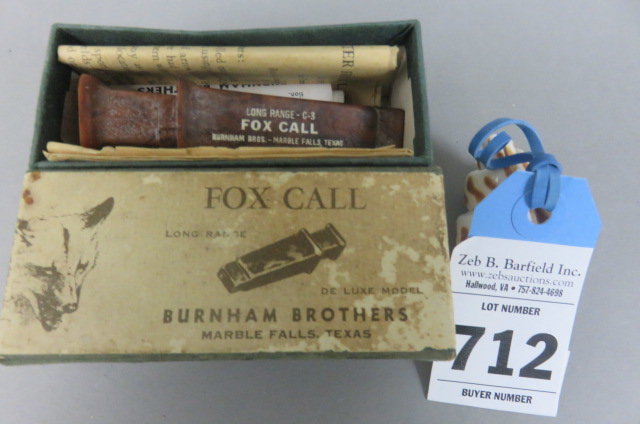 LONG RANGE - C-3
FOX CALL
BURNHAM BROS. - MARBLE FALLS, TEXAS
FOX CALL
LONG RANGE
DE LUXE MODEL
BURNHAM BROTHERS
MARBLE FALLS, TEXAS
Zeb B. Barfield Inc.
www.zebsauctions.com
Hallwood, VA • 757-824-4698
LOT NUMBER
712
BUYER NUMBER